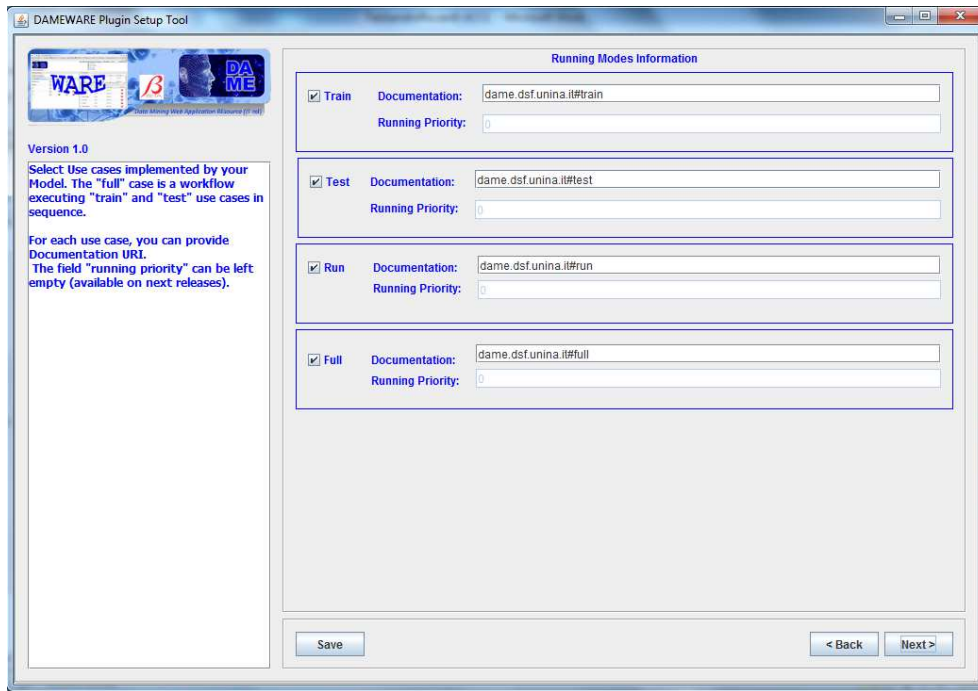 DAMEWARE Plugin Setup Tool
WARE
β
DA
ME
Data Mining Web Application REsource
Version 1.0
Select Use cases implemented by your
Model. The "full" case is a workflow
executing "train" and "test" use cases in
sequence.
For each use case, you can provide
Documentation URI.
The field "running priority" can be left
empty (available on next releases).
Running Modes Information
Train Documentation: dame.dsf.unina.it#train
Running Priority: 0
Test Documentation: dame.dsf.unina.it#test
Running Priority: 0
Run Documentation: dame.dsf.unina.it#run
Running Priority: 0
Full Documentation: dame.dsf.unina.it#full
Running Priority: 0
Save
< Back
Next >